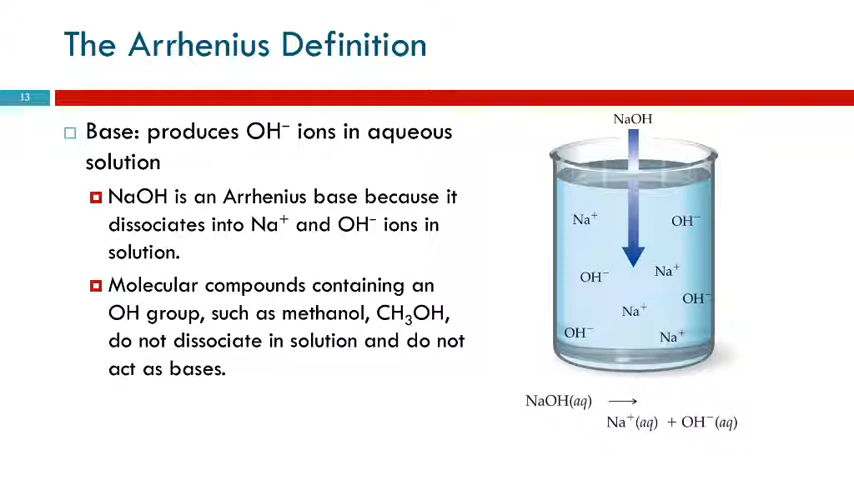 The Arrhenius Definition
13
□ Base: produces OH⁻ ions in aqueous
solution
NaOH is an Arrhenius base because it
dissociates into Na⁺ and OH⁻ ions in
solution.
Molecular compounds containing an
OH group, such as methanol, CH₃OH,
do not dissociate in solution and do not
act as bases.
NaOH
Na⁺ OH⁻
OH⁻ Na⁺
Na⁺ OH⁻
OH⁻ Na⁺
NaOH(aq) ⟶
Na⁺(aq) + OH⁻(aq)